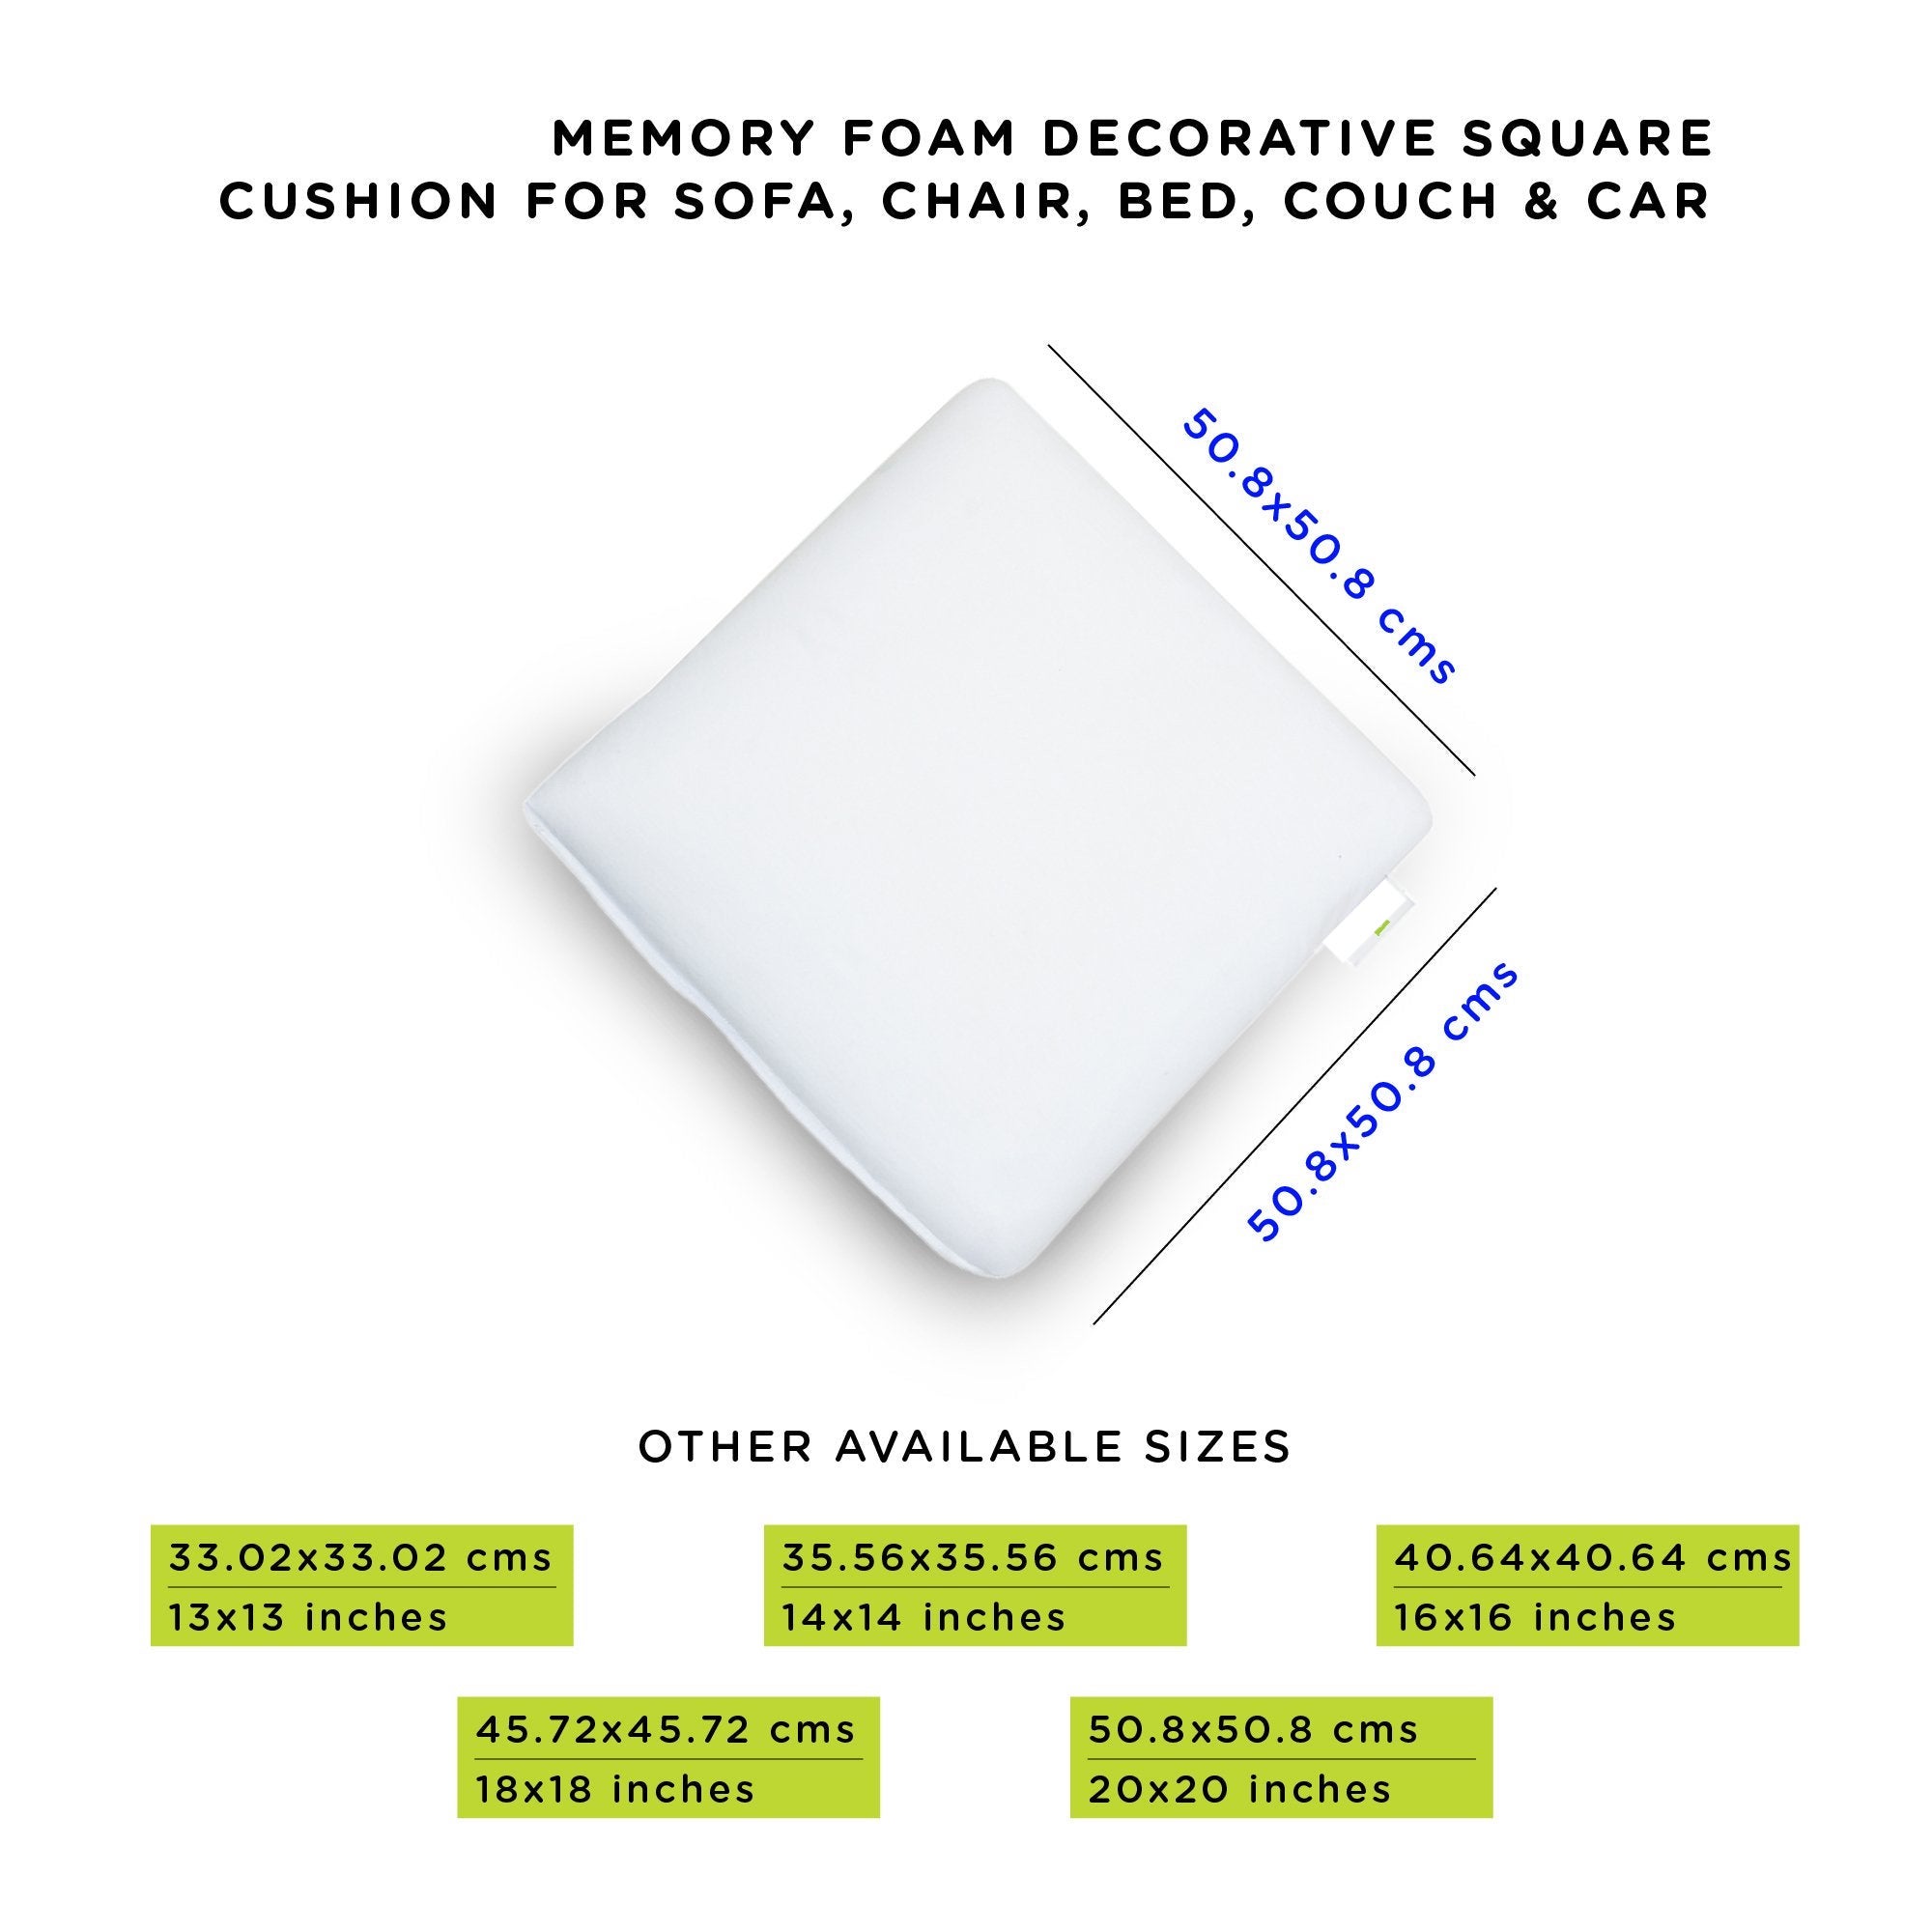 MEMORY FOAM DECORATIVE SQUARE
CUSHION FOR SOFA, CHAIR, BED, COUCH & CAR
50.8x50.8 cms
50.8x50.8 cms
OTHER AVAILABLE SIZES
33.02x33.02 cms
13x13 inches
35.56x35.56 cms
14x14 inches
40.64x40.64 cms
16x16 inches
45.72x45.72 cms
18x18 inches
50.8x50.8 cms
20x20 inches